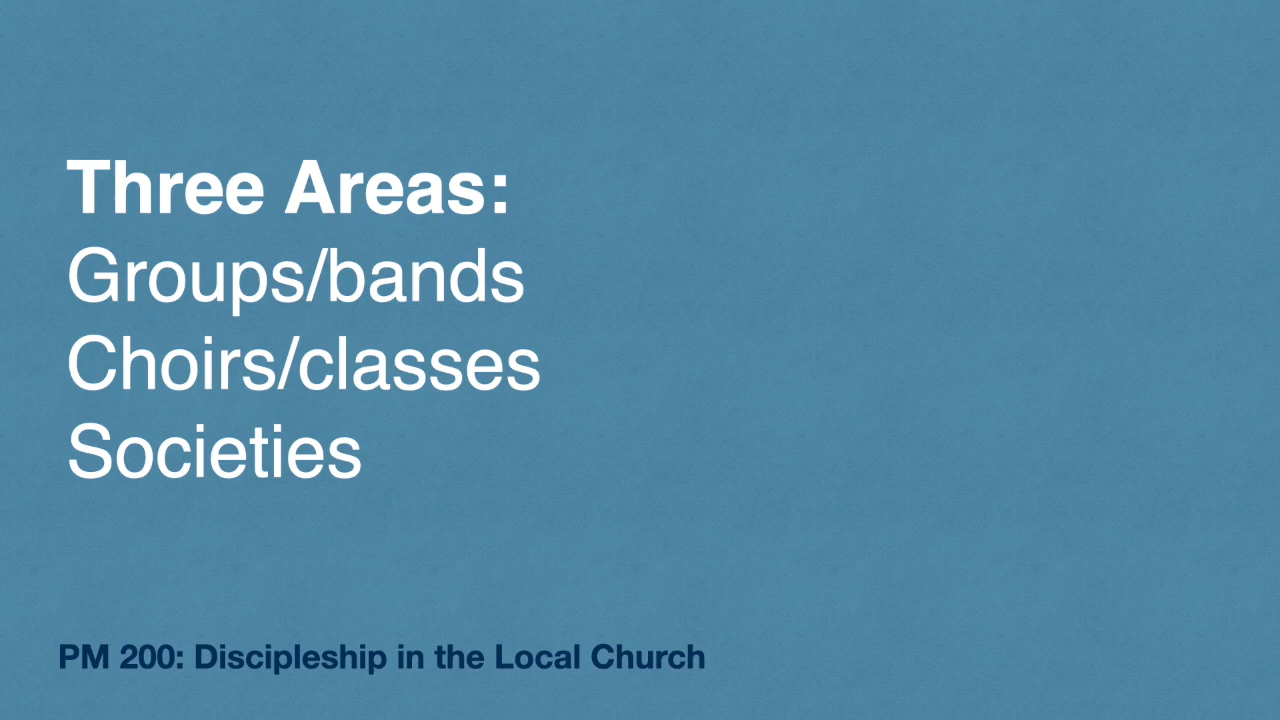 Three Areas:
Groups/bands
Choirs/classes
Societies
PM 200: Discipleship in the Local Church